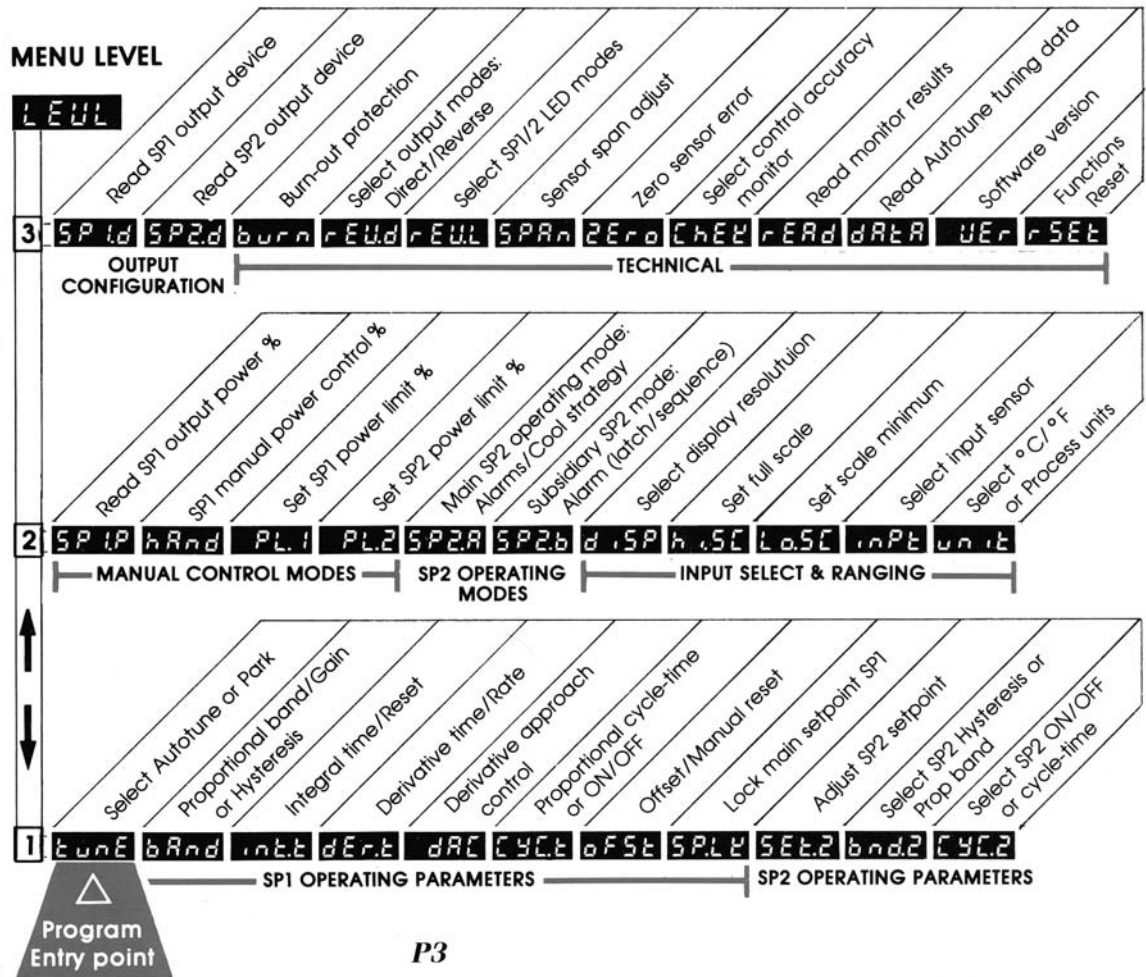 MENU LEVEL
LEVL
Read SP1 output device
Read SP2 output device
Burn-out protection
Select output modes:
Direct/Reverse
Select SP1/2 LED modes
Sensor span adjust
Zero sensor error
Select control accuracy
monitor
Read monitor results
Read Autotune tuning data
Software version
Functions
Reset
3 SP1.d SP2.d burn rEV.d rEV.L SPAn ZEro ChEK rEAd dAtA VEr rSEt
OUTPUT
CONFIGURATION
TECHNICAL
Read SP1 output power %
SP1 manual power control %
Set SP1 power limit %
Set SP2 power limit %
Main SP2 operating mode:
Alarms/Cool strategy
Subsidiary SP2 mode:
Alarm (latch/sequence)
Select display resolutuion
Set full scale
Set scale minimum
Select input sensor
Select °C/°F
or Process units
2 SP1.P hAnd PL.1 PL.2 SP2.A SP2.b diSP hi.SC Lo.SC inPt unit
MANUAL CONTROL MODES
SP2 OPERATING
MODES
INPUT SELECT & RANGING
Select Autotune or Park
Proportional band/Gain
or Hysteresis
Integral time/Reset
Derivative time/Rate
Derivative approach
control
Proportional cycle-time
or ON/OFF
Offset/Manual reset
Lock main setpoint SP1
Adjust SP2 setpoint
Select SP2 Hysteresis or
Prop band
Select SP2 ON/OFF
or cycle-time
1 tunE bAnd int.t dEr.t dAC CYC.t oFSt SP.LK SEt.2 bnd.2 CYC.2
SP1 OPERATING PARAMETERS
SP2 OPERATING PARAMETERS
Program
Entry point
P3